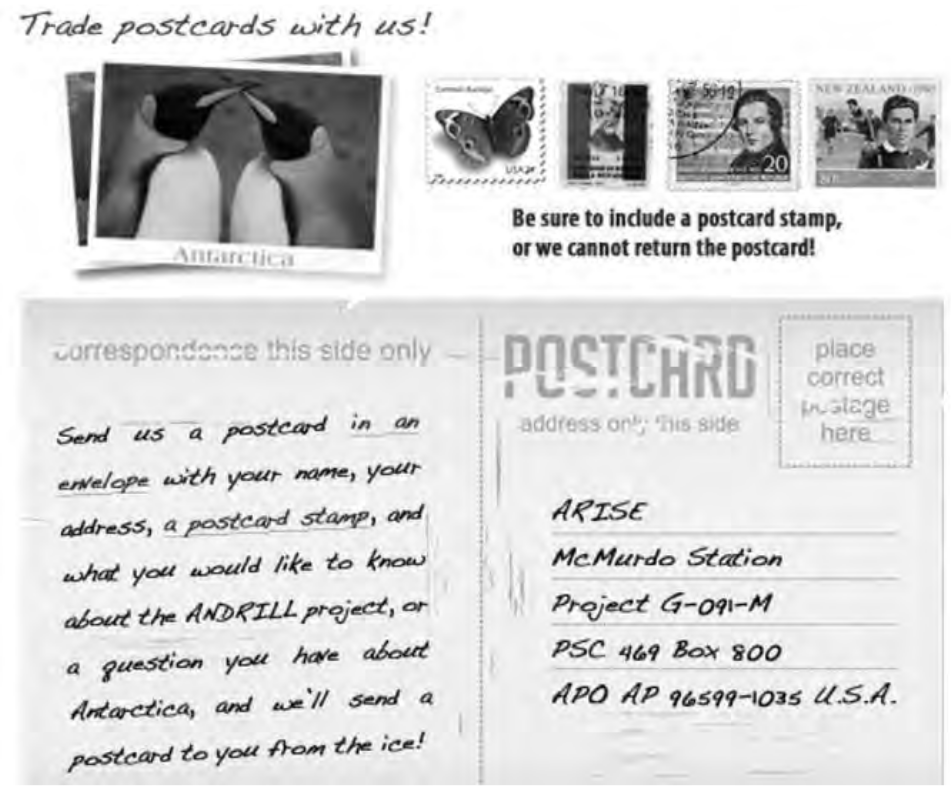 Trade postcards with us!
Antarctica
USA 24
20
NEW ZEALAND 1990
Be sure to include a postcard stamp,
or we cannot return the postcard!
correspondence this side only
Send us a postcard in an
envelope with your name, your
address, a postcard stamp, and
what you would like to know
about the ANDRILL project, or
a question you have about
Antarctica, and we'll send a
postcard to you from the ice!
POSTCARD
address only this side
place
correct
postage
here
ARISE
McMurdo Station
Project G-091-M
PSC 469 Box 800
APO AP 96599-1035 U.S.A.